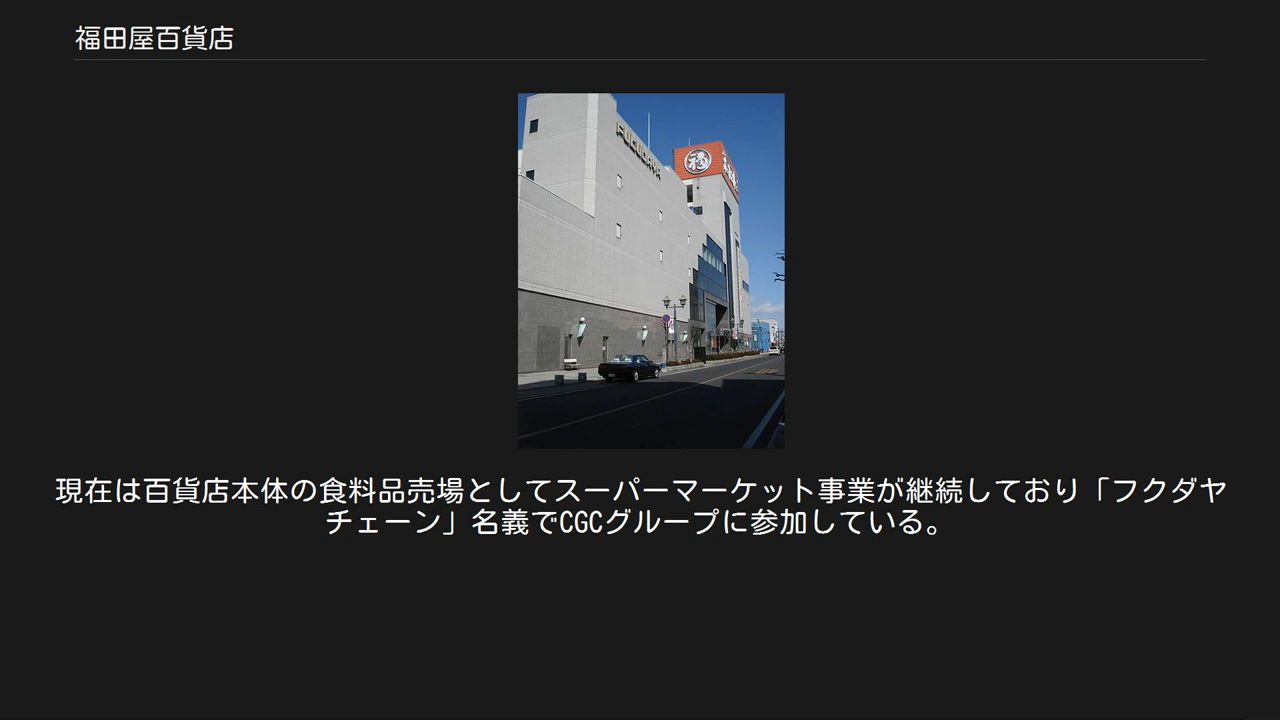 福田屋百貨店
FUKUDAYA
福
現在は百貨店本体の食料品売場としてスーパーマーケット事業が継続しており「フクダヤ
チェーン」名義でCGCグループに参加している。